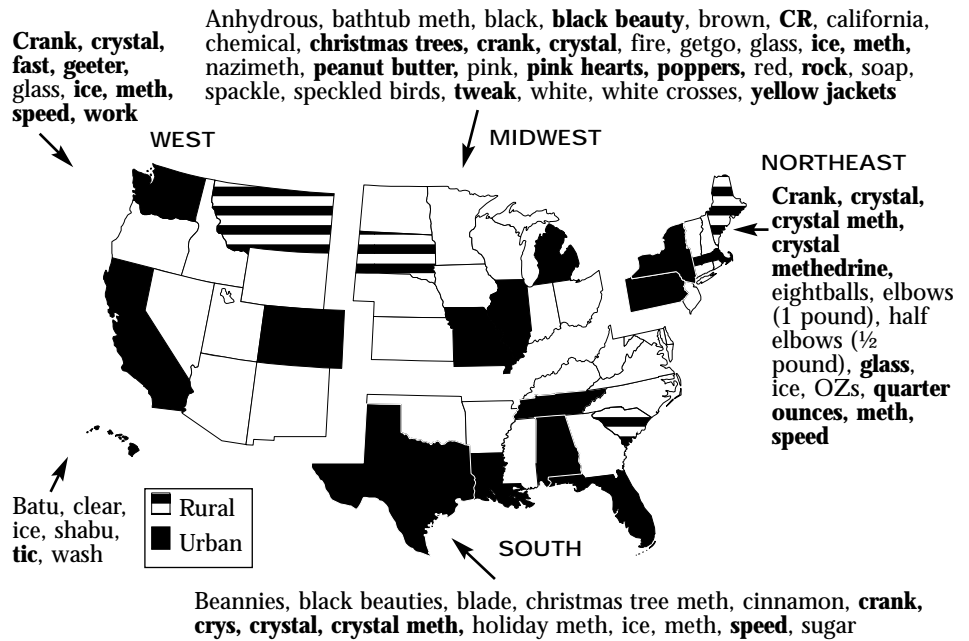 Anhydrous, bathtub meth, black, black beauty, brown, CR, california,
chemical, christmas trees, crank, crystal, fire, getgo, glass, ice, meth,
nazimeth, peanut butter, pink, pink hearts, poppers, red, rock, soap,
spackle, speckled birds, tweak, white, white crosses, yellow jackets
Crank, crystal,
fast, geeter,
glass, ice, meth,
speed, work
WEST
MIDWEST
NORTHEAST
Crank, crystal,
crystal meth,
crystal
methedrine,
eightballs, elbows
(1 pound), half
elbows (½
pound), glass,
ice, OZs, quarter
ounces, meth,
speed
Batu, clear,
ice, shabu,
tic, wash
Rural
Urban
SOUTH
Beannies, black beauties, blade, christmas tree meth, cinnamon, crank,
crys, crystal, crystal meth, holiday meth, ice, meth, speed, sugar